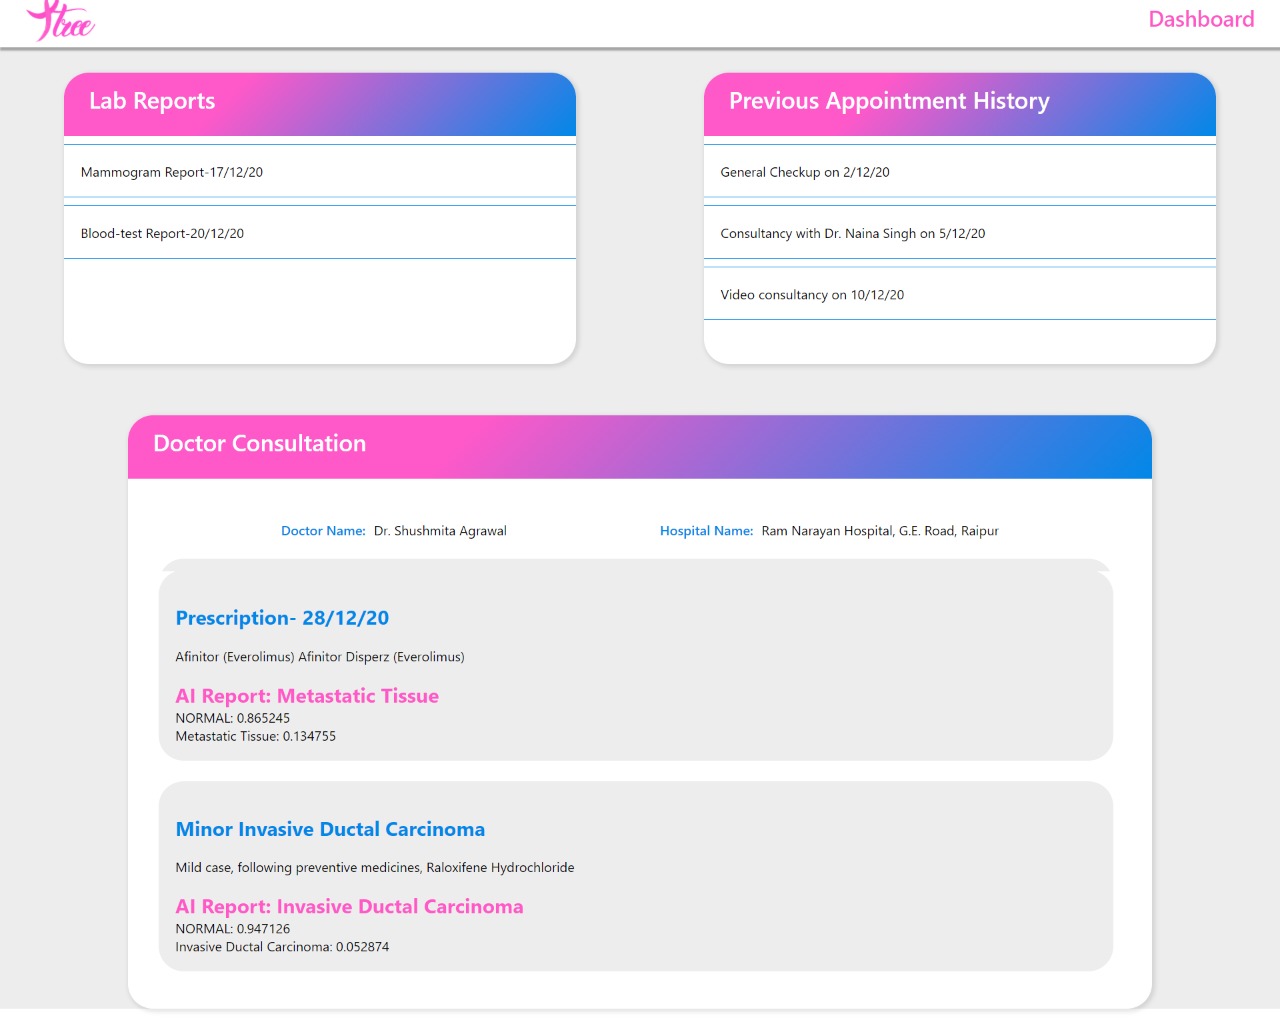 Stree
Dashboard
Lab Reports
Mammogram Report-17/12/20
Blood-test Report-20/12/20
Previous Appointment History
General Checkup on 2/12/20
Consultancy with Dr. Naina Singh on 5/12/20
Video consultancy on 10/12/20
Doctor Consultation
Doctor Name: Dr. Shushmita Agrawal
Hospital Name: Ram Narayan Hospital, G.E. Road, Raipur
Prescription- 28/12/20
Afinitor (Everolimus) Afinitor Disperz (Everolimus)
AI Report: Metastatic Tissue
NORMAL: 0.865245
Metastatic Tissue: 0.134755
Minor Invasive Ductal Carcinoma
Mild case, following preventive medicines, Raloxifene Hydrochloride
AI Report: Invasive Ductal Carcinoma
NORMAL: 0.947126
Invasive Ductal Carcinoma: 0.052874